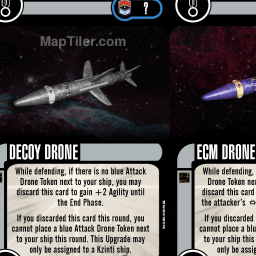 ?
MapTiler.com
DECOY DRONE
While defending, if there is no blue Attack
Drone Token next to your ship, you may
discard this card to gain +2 Agility until
the End Phase.
If you discarded this card this round, you
cannot place a blue Attack Drone Token next
to your ship this round. This Upgrade may
only be assigned to a Kzinti ship.
ECM DRONE
While defending,
Drone Token nex
discard this card
the attacker's
If you discarded
cannot place a bl
to your ship this
only be assi